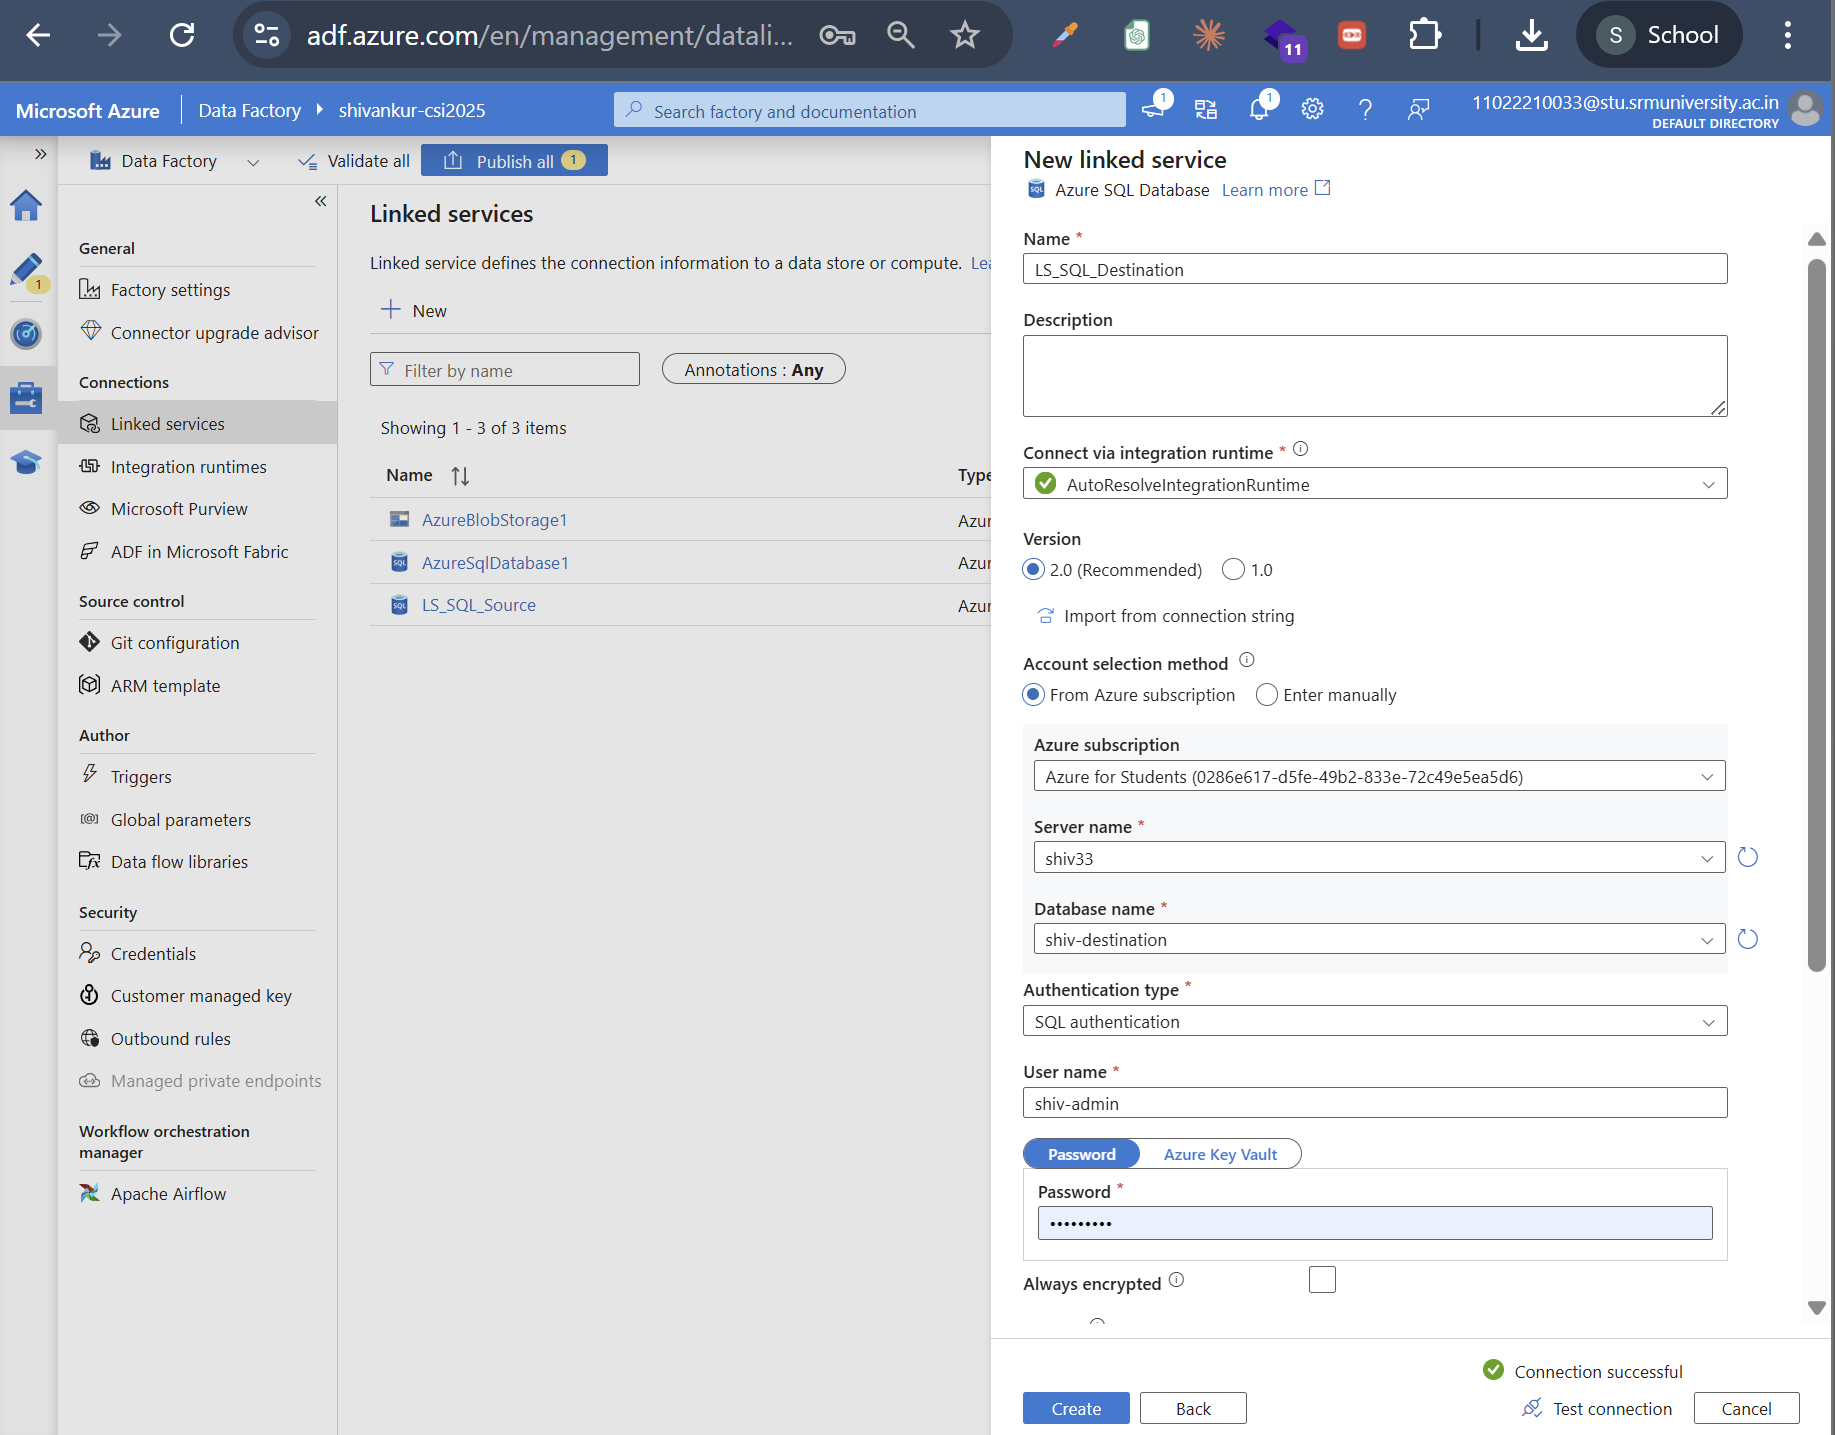 adf.azure.com/en/management/datali...
11
S School
Microsoft Azure
Data Factory
shivankur-csi2025
Search factory and documentation
1
1
11022210033@stu.srmuniversity.ac.in
DEFAULT DIRECTORY
Data Factory
Validate all
Publish all 1
1
General
Factory settings
Connector upgrade advisor
Connections
Linked services
Integration runtimes
Microsoft Purview
ADF in Microsoft Fabric
Source control
Git configuration
ARM template
Author
Triggers
Global parameters
Data flow libraries
Security
Credentials
Customer managed key
Outbound rules
Managed private endpoints
Workflow orchestration
manager
Apache Airflow
Linked services
Linked service defines the connection information to a data store or compute. Lea
New
Filter by name
Annotations : Any
Showing 1 - 3 of 3 items
Name Type
AzureBlobStorage1 Azur
AzureSqlDatabase1 Azur
LS_SQL_Source Azur
New linked service
Azure SQL Database Learn more
Name *
LS_SQL_Destination
Description
Connect via integration runtime *
AutoResolveIntegrationRuntime
Version
2.0 (Recommended) 1.0
Import from connection string
Account selection method
From Azure subscription Enter manually
Azure subscription
Azure for Students (0286e617-d5fe-49b2-833e-72c49e5ea5d6)
Server name *
shiv33
Database name *
shiv-destination
Authentication type *
SQL authentication
User name *
shiv-admin
Password Azure Key Vault
Password *
•••••••••
Always encrypted
Connection successful
Create Back Test connection Cancel